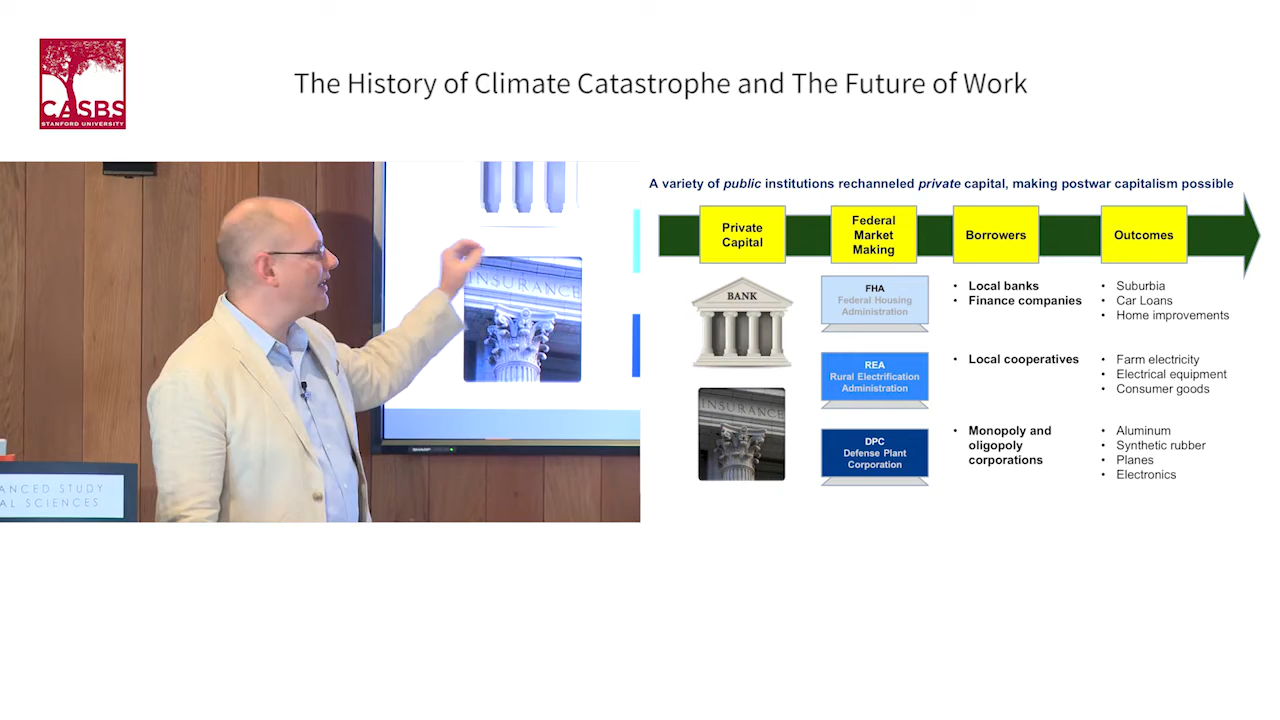 CASBS
STANFORD UNIVERSITY
The History of Climate Catastrophe and The Future of Work
INSURANCE
SHARP
ANCED STUDY
AL SCIENCES
A variety of public institutions rechanneled private capital, making postwar capitalism possible
Private
Capital
Federal
Market
Making
Borrowers
Outcomes
BANK
INSURANCE
FHA
Federal Housing
Administration
• Local banks
• Finance companies
• Suburbia
• Car Loans
• Home improvements
REA
Rural Electrification
Administration
• Local cooperatives
• Farm electricity
• Electrical equipment
• Consumer goods
DPC
Defense Plant
Corporation
• Monopoly and
oligopoly
corporations
• Aluminum
• Synthetic rubber
• Planes
• Electronics